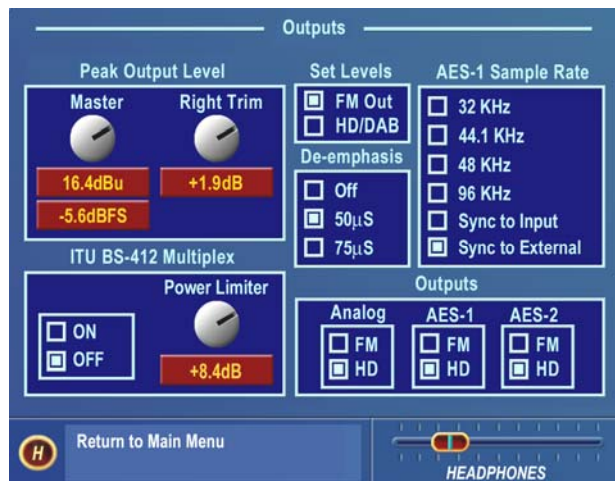 Outputs
Peak Output Level
Master
Right Trim
16.4dBu
+1.9dB
-5.6dBFS
Set Levels
FM Out
HD/DAB
De-emphasis
Off
50µS
75µS
AES-1 Sample Rate
32 KHz
44.1 KHz
48 KHz
96 KHz
Sync to Input
Sync to External
ITU BS-412 Multiplex
ON
OFF
Power Limiter
+8.4dB
Outputs
Analog
FM
HD
AES-1
FM
HD
AES-2
FM
HD
H
Return to Main Menu
HEADPHONES